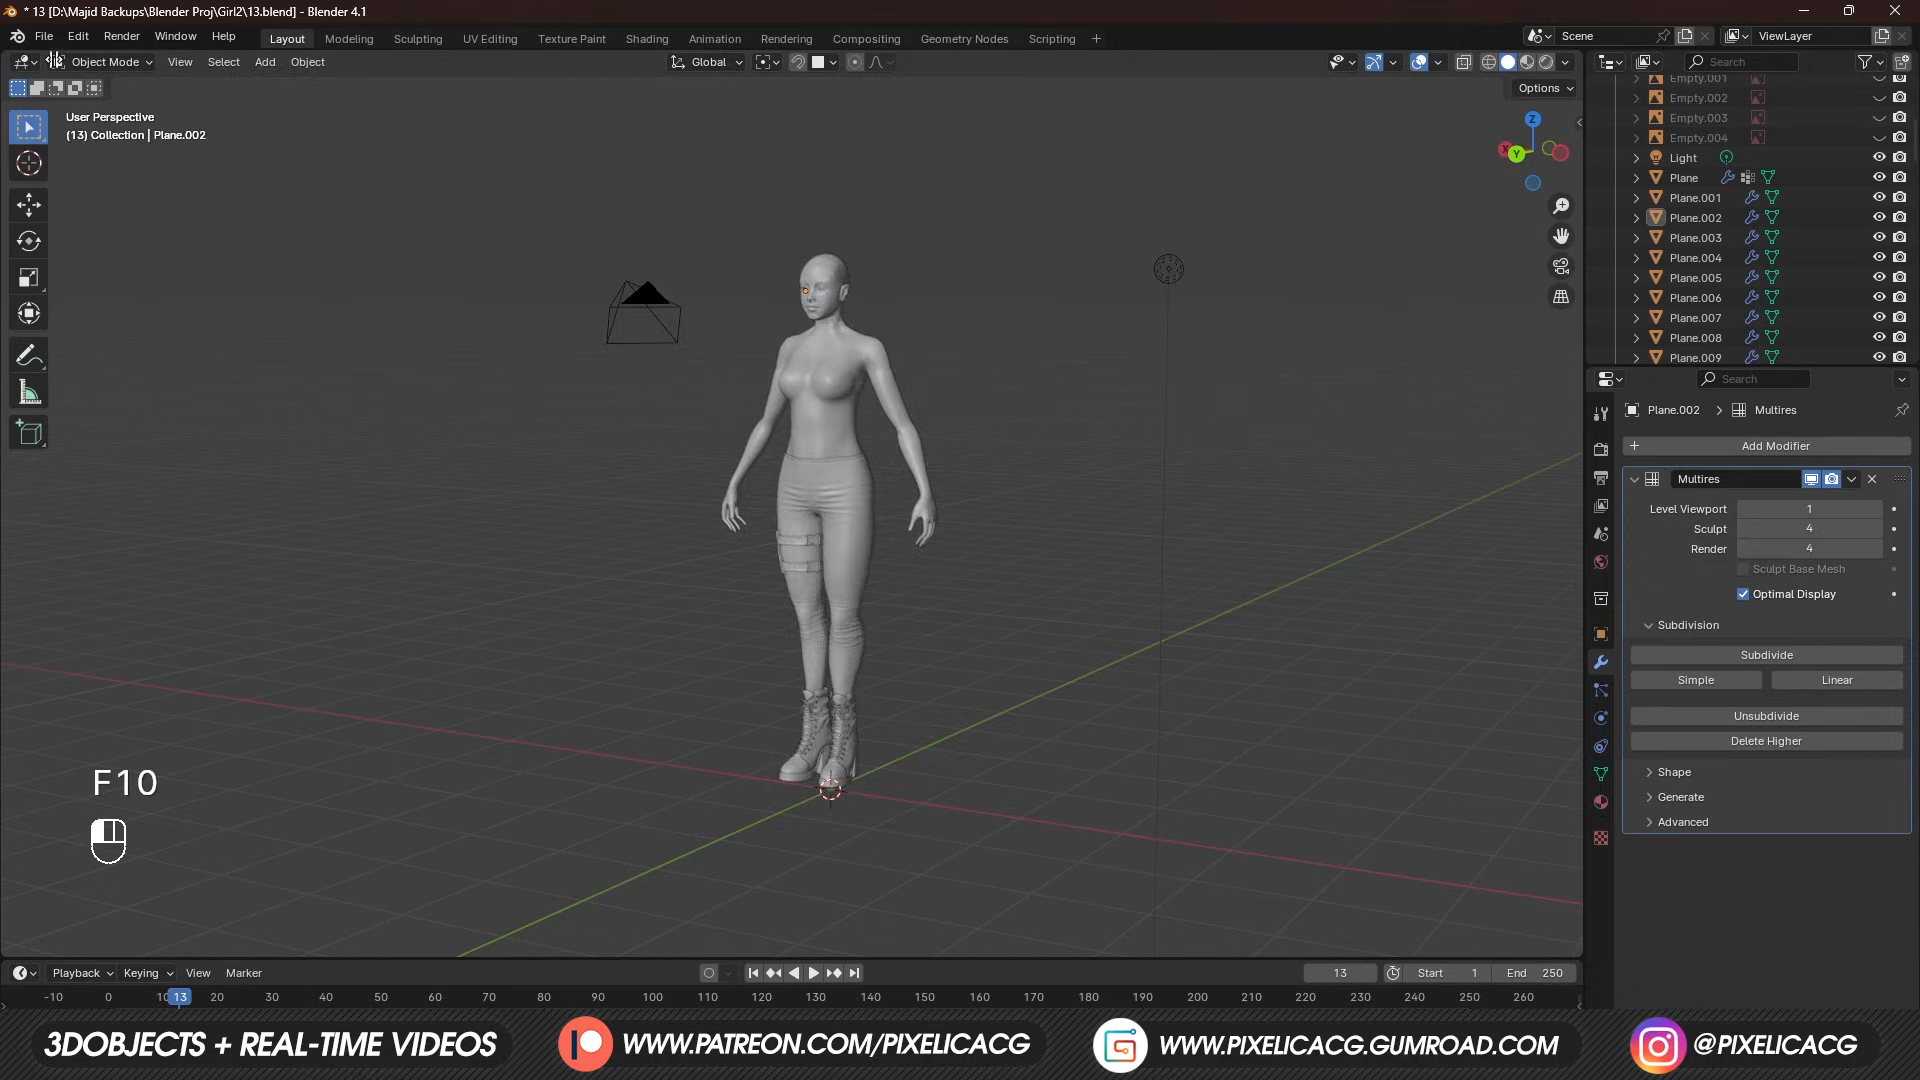 * 13 [D:\Majid Backups\Blender Proj\Girl2\13.blend] - Blender 4.1
File Edit Render Window Help Layout Modeling Sculpting UV Editing Texture Paint Shading Animation Rendering Compositing Geometry Nodes Scripting + Scene ViewLayer
Object Mode View Select Add Object Global Search
Options
User Perspective
(13) Collection | Plane.002
Z
X
Y
Empty.001
Empty.002
Empty.003
Empty.004
Light
Plane
Plane.001
Plane.002
Plane.003
Plane.004
Plane.005
Plane.006
Plane.007
Plane.008
Plane.009
Search
Plane.002 > Multires
+ Add Modifier
Multires
Level Viewport 1
Sculpt 4
Render 4
Sculpt Base Mesh
Optimal Display
Subdivision
Subdivide
Simple Linear
Unsubdivide
Delete Higher
Shape
Generate
Advanced
F10
Playback Keying View Marker 13 Start 1 End 250
-10 0 10 13 20 30 40 50 60 70 80 90 100 110 120 130 140 150 160 170 180 190 200 210 220 230 240 250 260
3DOBJECTS + REAL-TIME VIDEOS WWW.PATREON.COM/PIXELICACG WWW.PIXELICACG.GUMROAD.COM @PIXELICACG